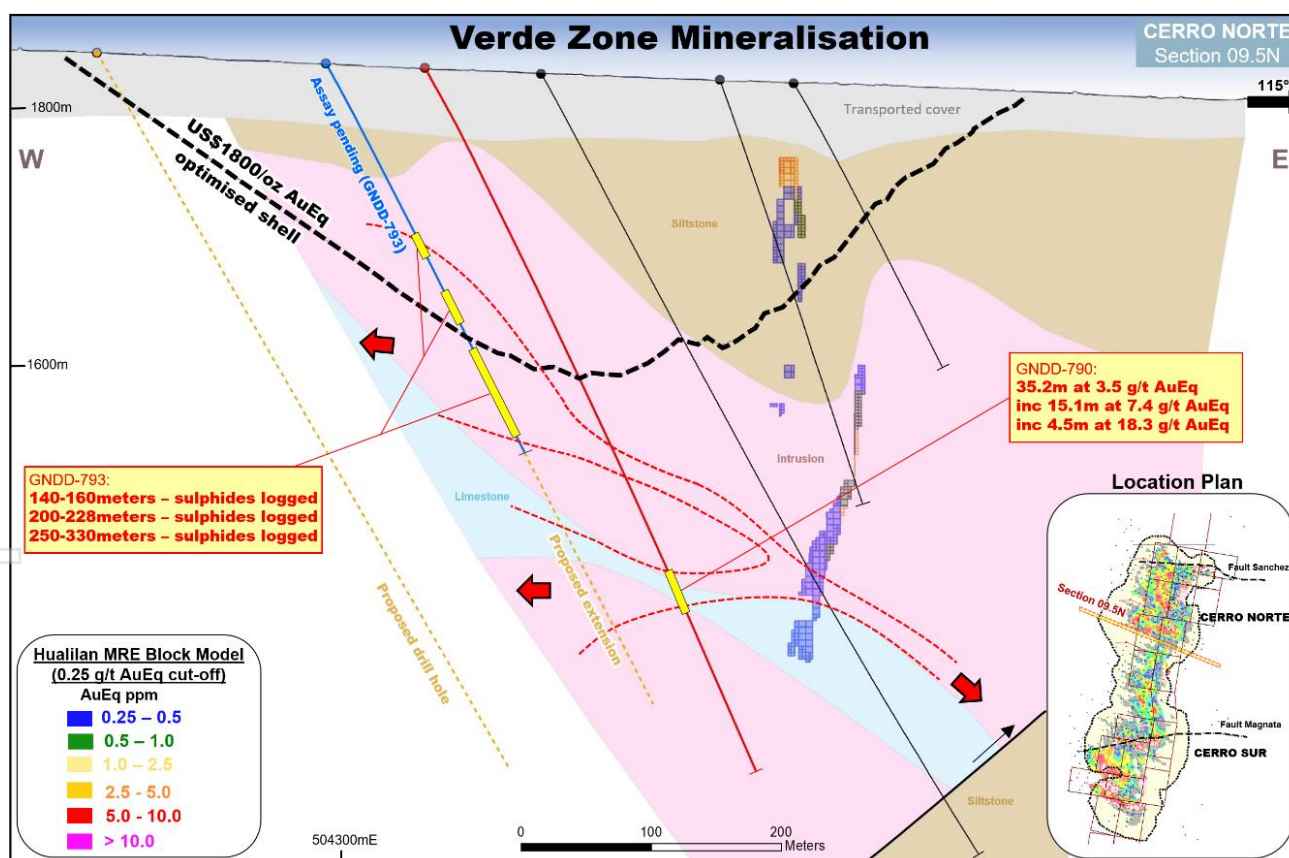 Verde Zone Mineralisation
CERRO NORTE
Section 09.5N
115°
1800m
Transported cover
W
E
US$1800/oz AuEq
optimised shell
Assay pending (GNDD-793)
Siltstone
1600m
GNDD-790:
35.2m at 3.5 g/t AuEq
inc 15.1m at 7.4 g/t AuEq
inc 4.5m at 18.3 g/t AuEq
Intrusion
GNDD-793:
140-160meters – sulphides logged
200-228meters – sulphides logged
250-330meters – sulphides logged
Limestone
Proposed extension
Proposed drill hole
Location Plan
Fault Sanchez
Section 09.5N
CERRO NORTE
Fault Magnata
CERRO SUR
Hualilan MRE Block Model
(0.25 g/t AuEq cut-off)
AuEq ppm
0.25 – 0.5
0.5 – 1.0
1.0 – 2.5
2.5 - 5.0
5.0 - 10.0
> 10.0
Siltstone
504300mE
0 100 200
Meters